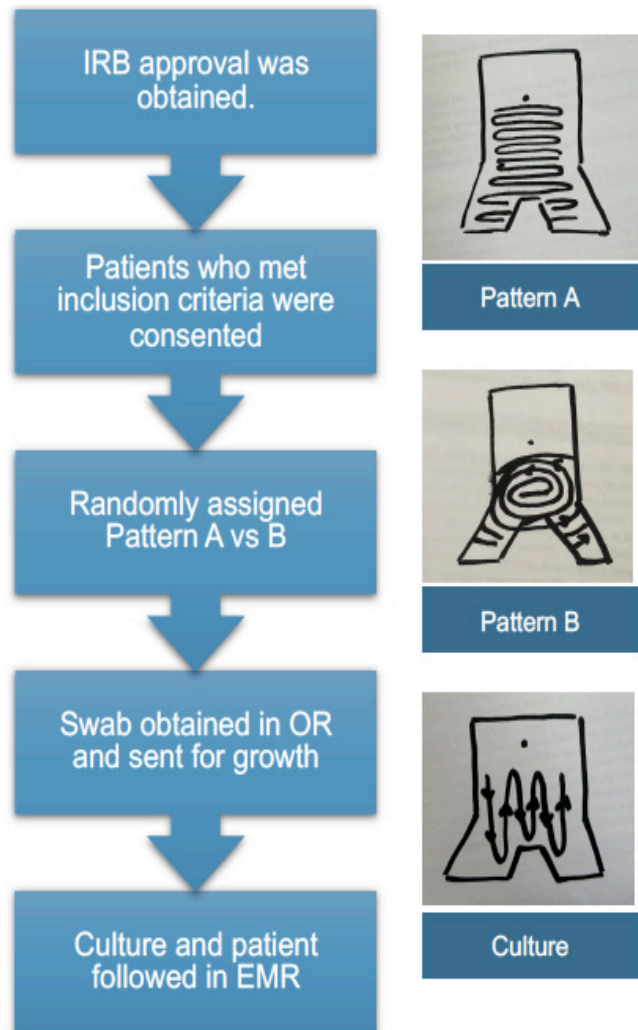 IRB approval was
obtained.
Patients who met
inclusion criteria were
consented
Randomly assigned
Pattern A vs B
Swab obtained in OR
and sent for growth
Culture and patient
followed in EMR
Pattern A
Pattern B
Culture